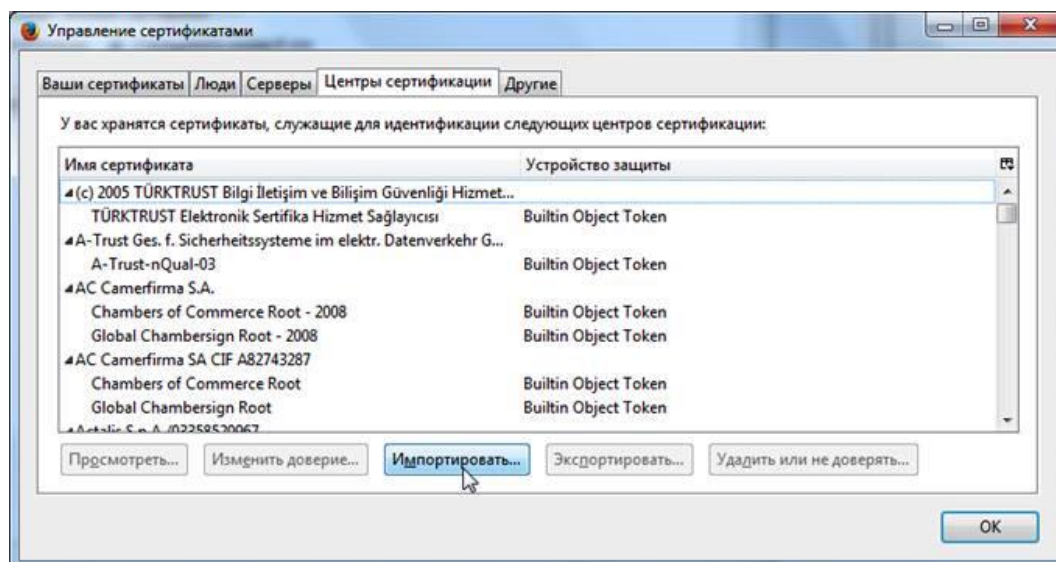 Управление сертификатами
Ваши сертификаты Люди Серверы Центры сертификации Другие
У вас хранятся сертификаты, служащие для идентификации следующих центров сертификации:
Имя сертификата Устройство защиты
(c) 2005 TÜRKTRUST Bilgi İletişim ve Bilişim Güvenliği Hizmet...
TÜRKTRUST Elektronik Sertifika Hizmet Sağlayıcısı Builtin Object Token
A-Trust Ges. f. Sicherheitssysteme im elektr. Datenverkehr G...
A-Trust-nQual-03 Builtin Object Token
AC Camerfirma S.A.
Chambers of Commerce Root - 2008 Builtin Object Token
Global Chambersign Root - 2008 Builtin Object Token
AC Camerfirma SA CIF A82743287
Chambers of Commerce Root Builtin Object Token
Global Chambersign Root Builtin Object Token
Actalis S.p.A./03358520967
Просмотреть... Изменить доверие... Импортировать... Экспортировать... Удалить или не доверять...
OK